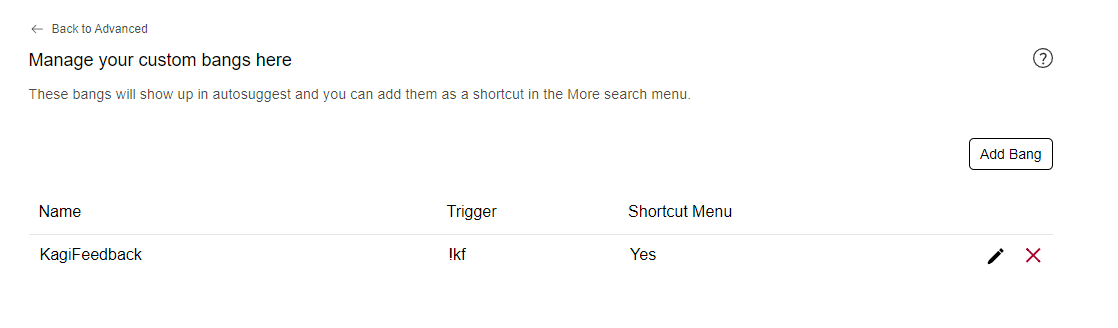 Back to Advanced
Manage your custom bangs here
These bangs will show up in autosuggest and you can add them as a shortcut in the More search menu.
Add Bang
Name Trigger Shortcut Menu
KagiFeedback !kf Yes